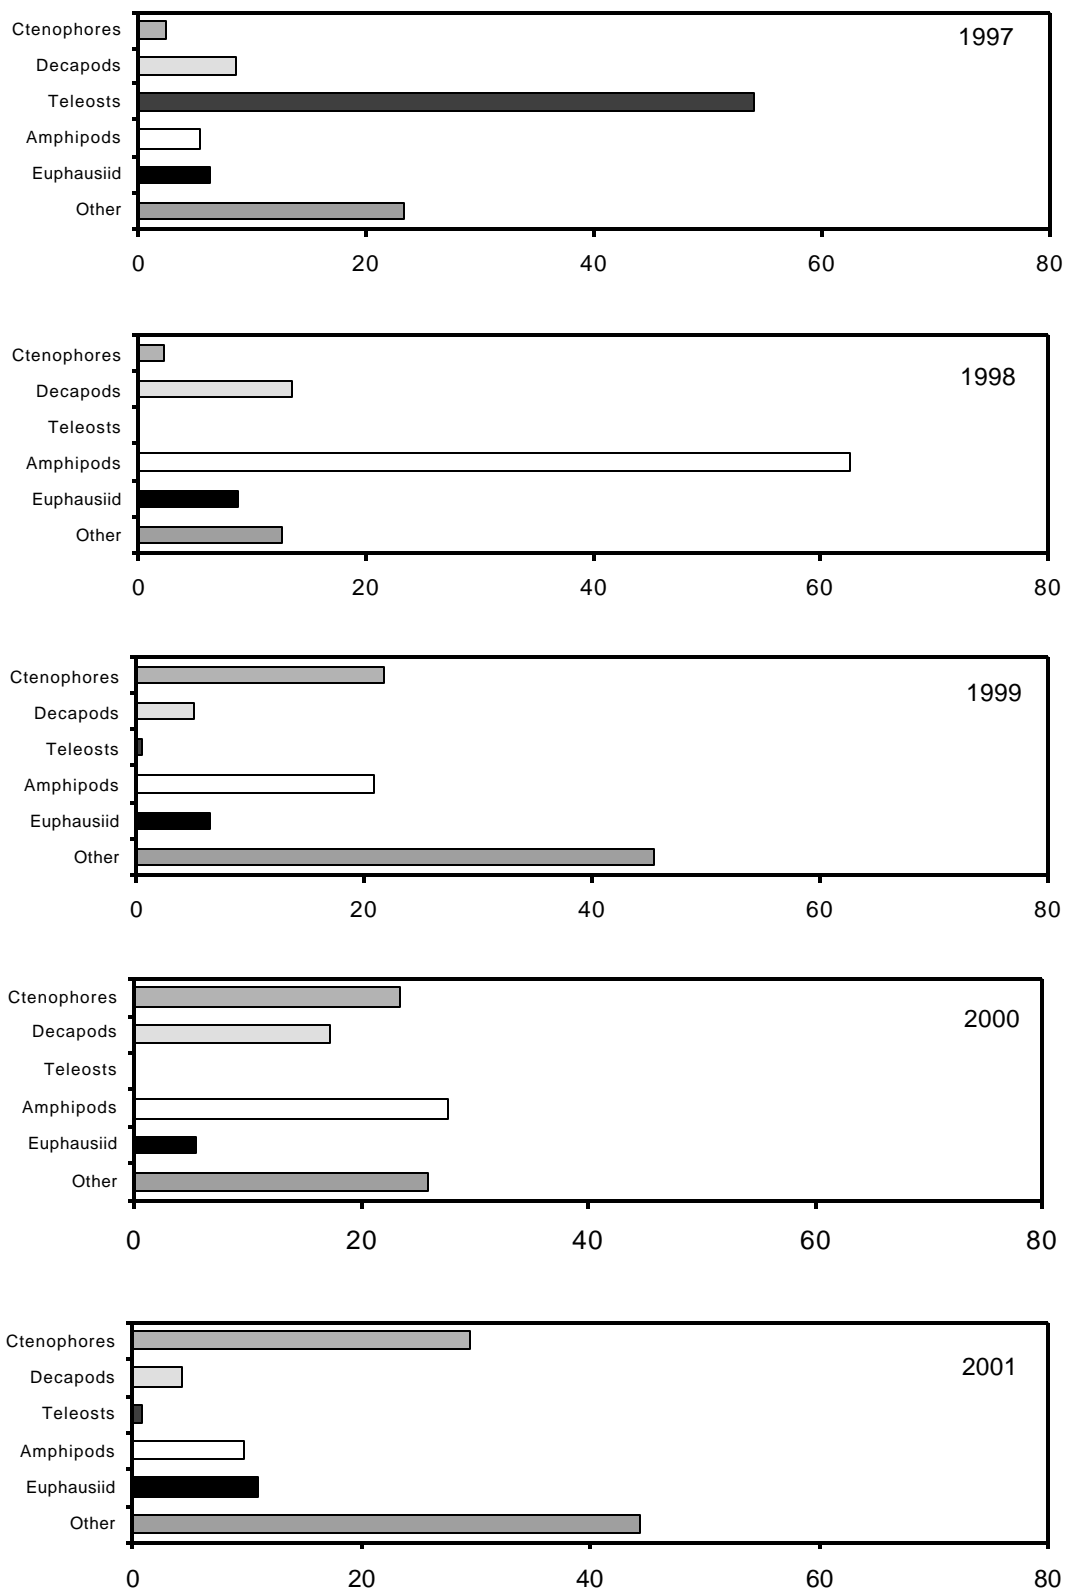 Ctenophores
1997
Decapods
Teleosts
Amphipods
Euphausiid
Other
0 20 40 60 80
Ctenophores
1998
Decapods
Teleosts
Amphipods
Euphausiid
Other
0 20 40 60 80
Ctenophores
1999
Decapods
Teleosts
Amphipods
Euphausiid
Other
0 20 40 60 80
Ctenophores
2000
Decapods
Teleosts
Amphipods
Euphausiid
Other
0 20 40 60 80
Ctenophores
2001
Decapods
Teleosts
Amphipods
Euphausiid
Other
0 20 40 60 80